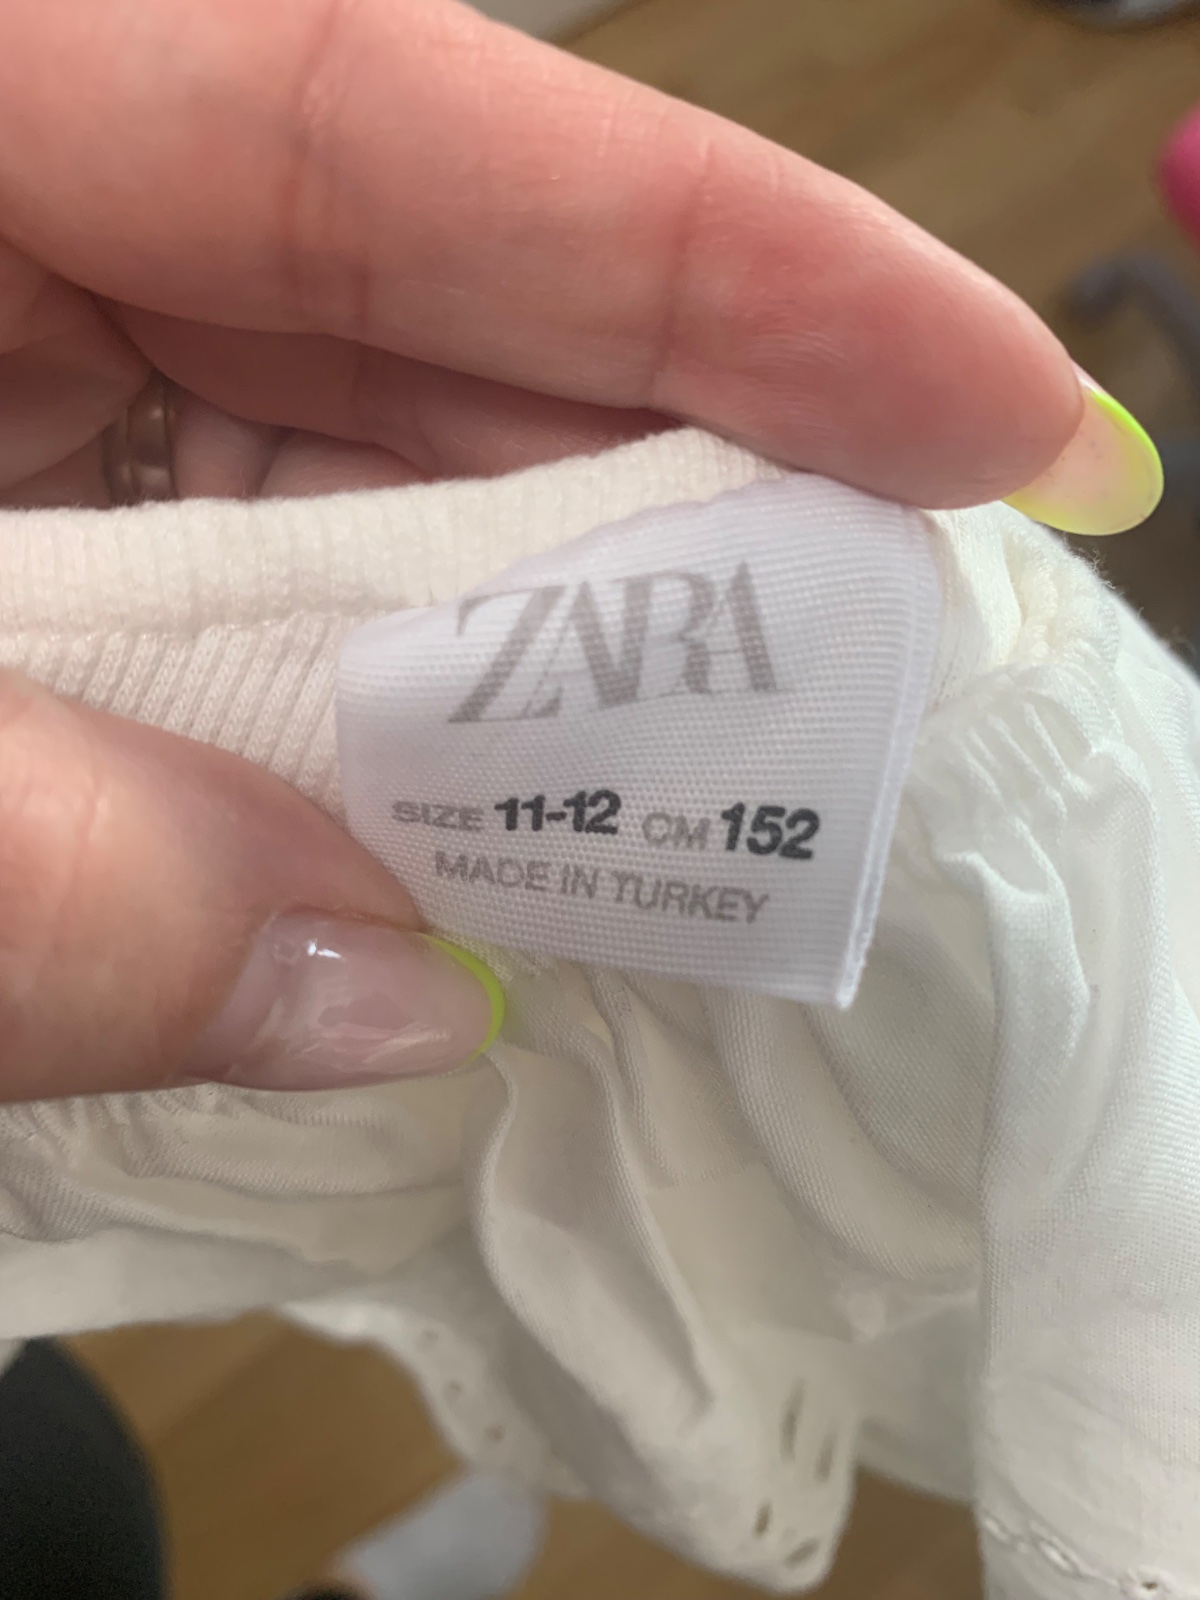 ZARA
SIZE 11-12 CM 152
MADE IN TURKEY